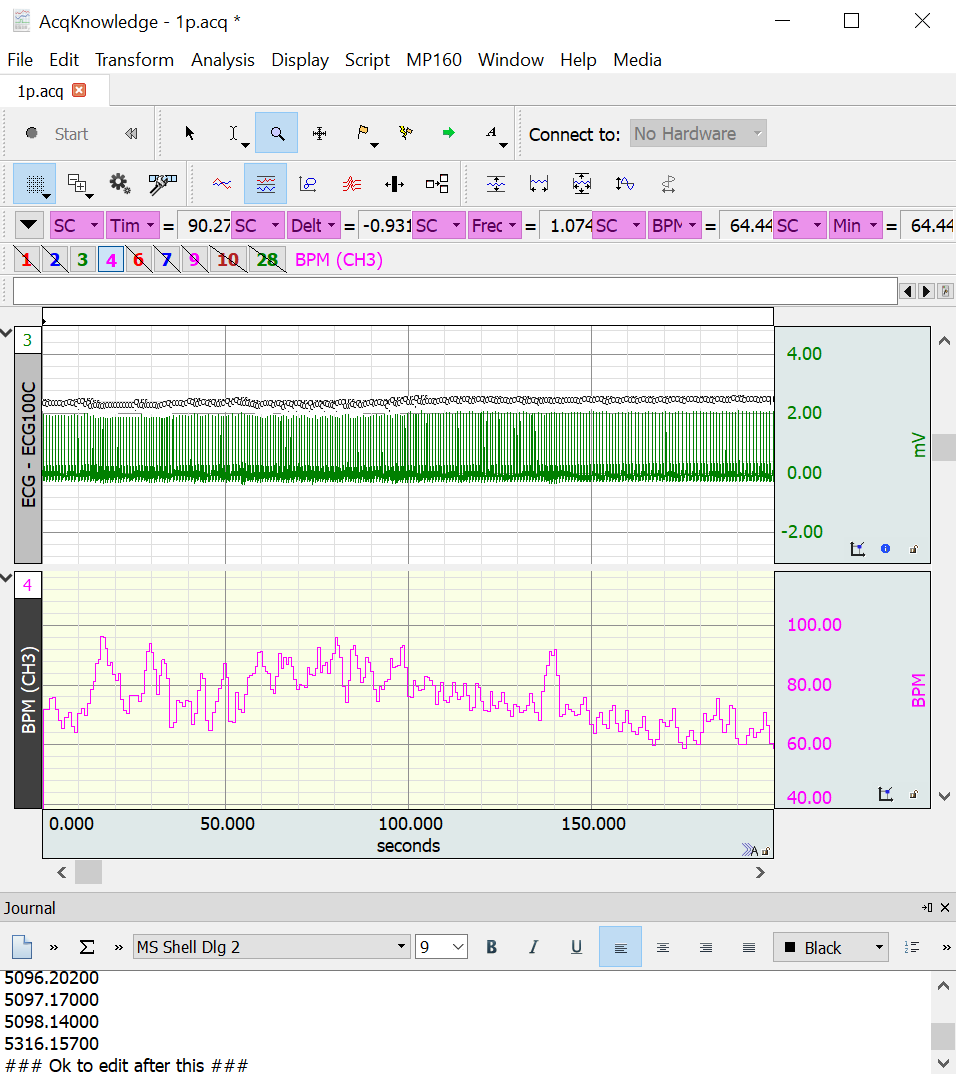 AcqKnowledge - 1p.acq *
File Edit Transform Analysis Display Script MP160 Window Help Media
1p.acq
Start
Connect to: No Hardware
SC Tim = 90.27 SC Delt = -0.931 SC Freq = 1.074 SC BPM = 64.44 SC Min = 64.44
1 2 3 4 6 7 9 10 28 BPM (CH3)
3
ECG - ECG100C
4.00
2.00
0.00
-2.00
mV
4
BPM (CH3)
100.00
80.00
60.00
40.00
BPM
0.000 50.000 100.000 150.000
seconds
Journal
MS Shell Dlg 2 9 B I U Black
5096.20200
5097.17000
5098.14000
5316.15700
### Ok to edit after this ###